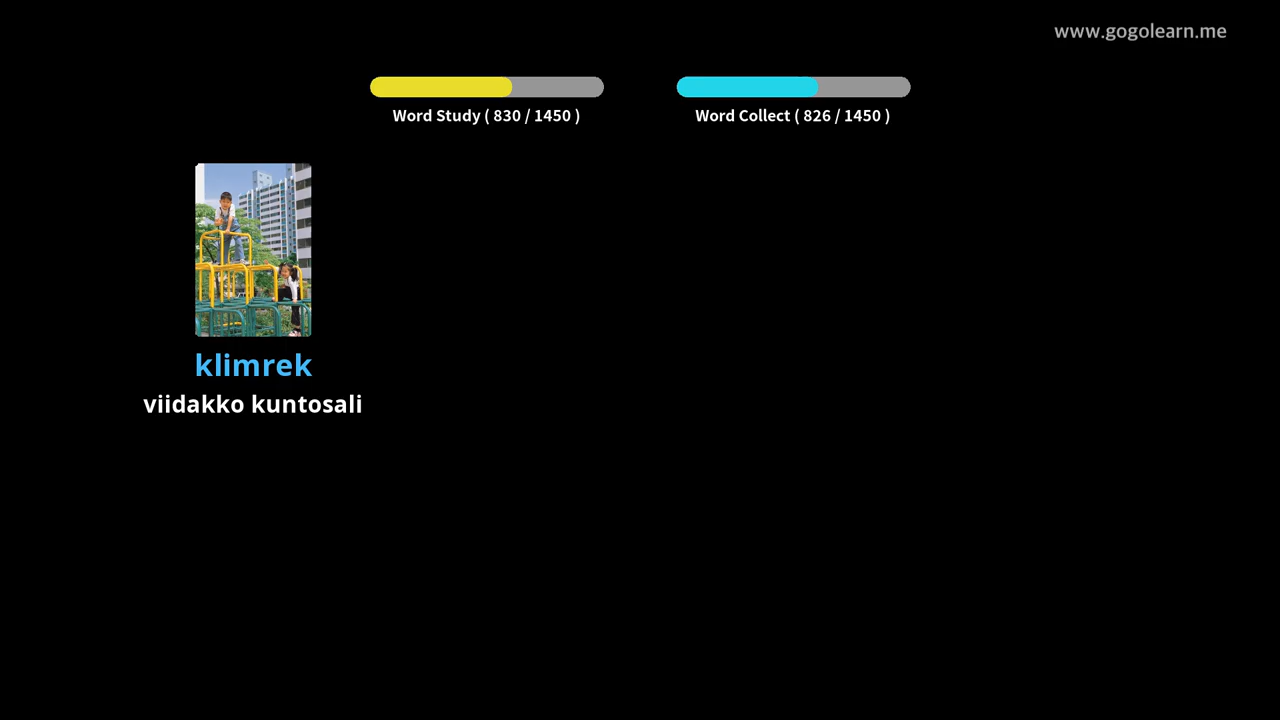 www.gogolearn.me
Word Study ( 830 / 1450 )
Word Collect ( 826 / 1450 )
klimrek
viidakko kuntosali